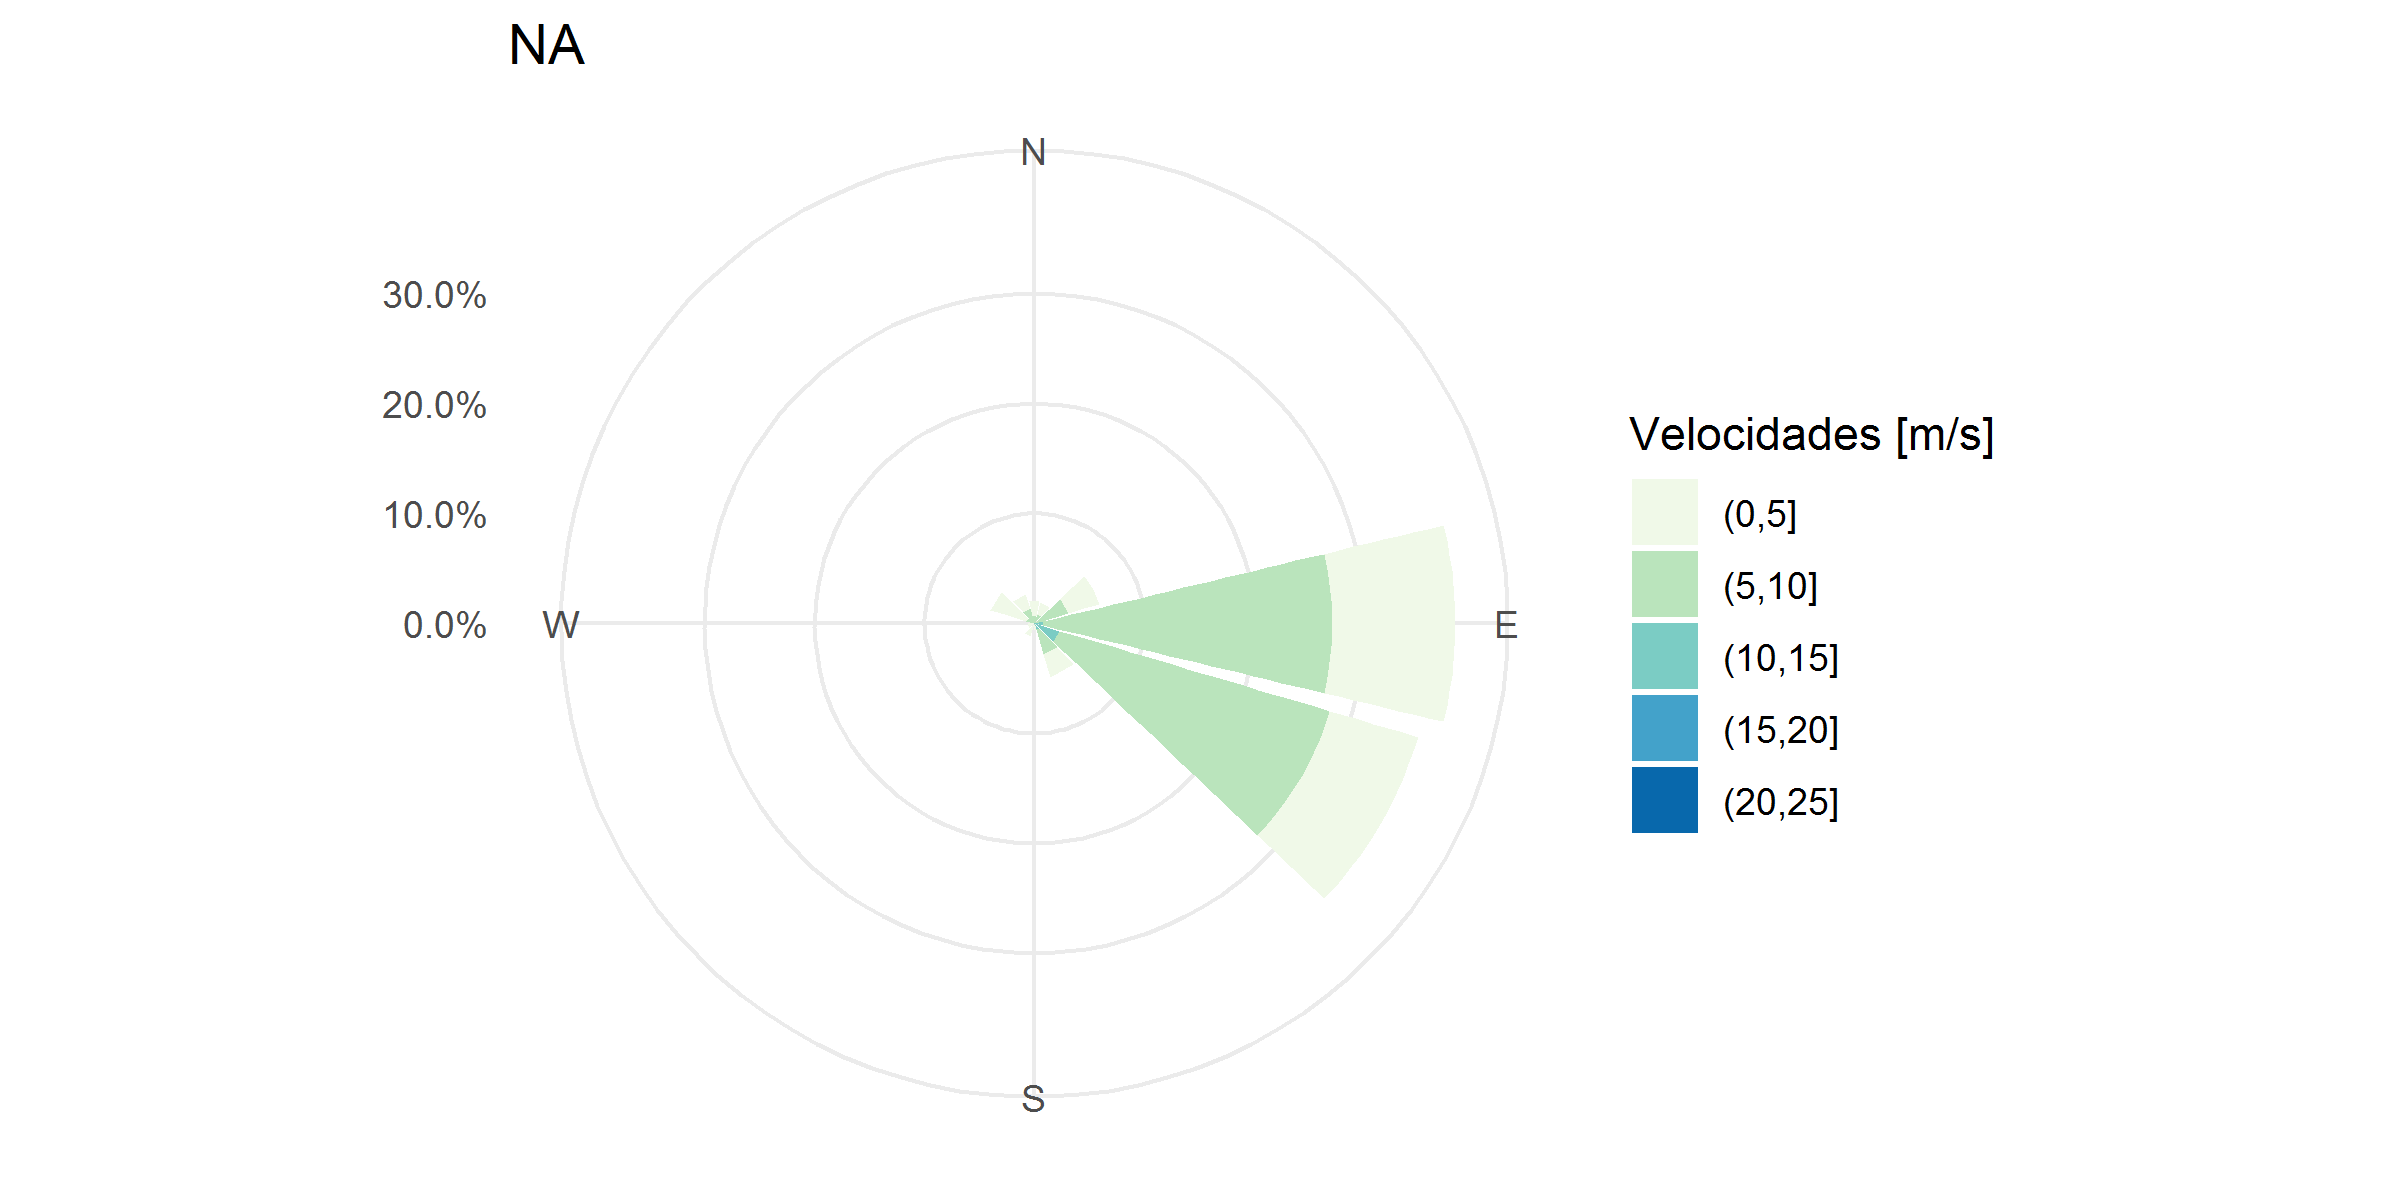 NA
N
30.0%
20.0%
10.0%
0.0%
W
E
S
Velocidades [m/s]
(0,5]
(5,10]
(10,15]
(15,20]
(20,25]